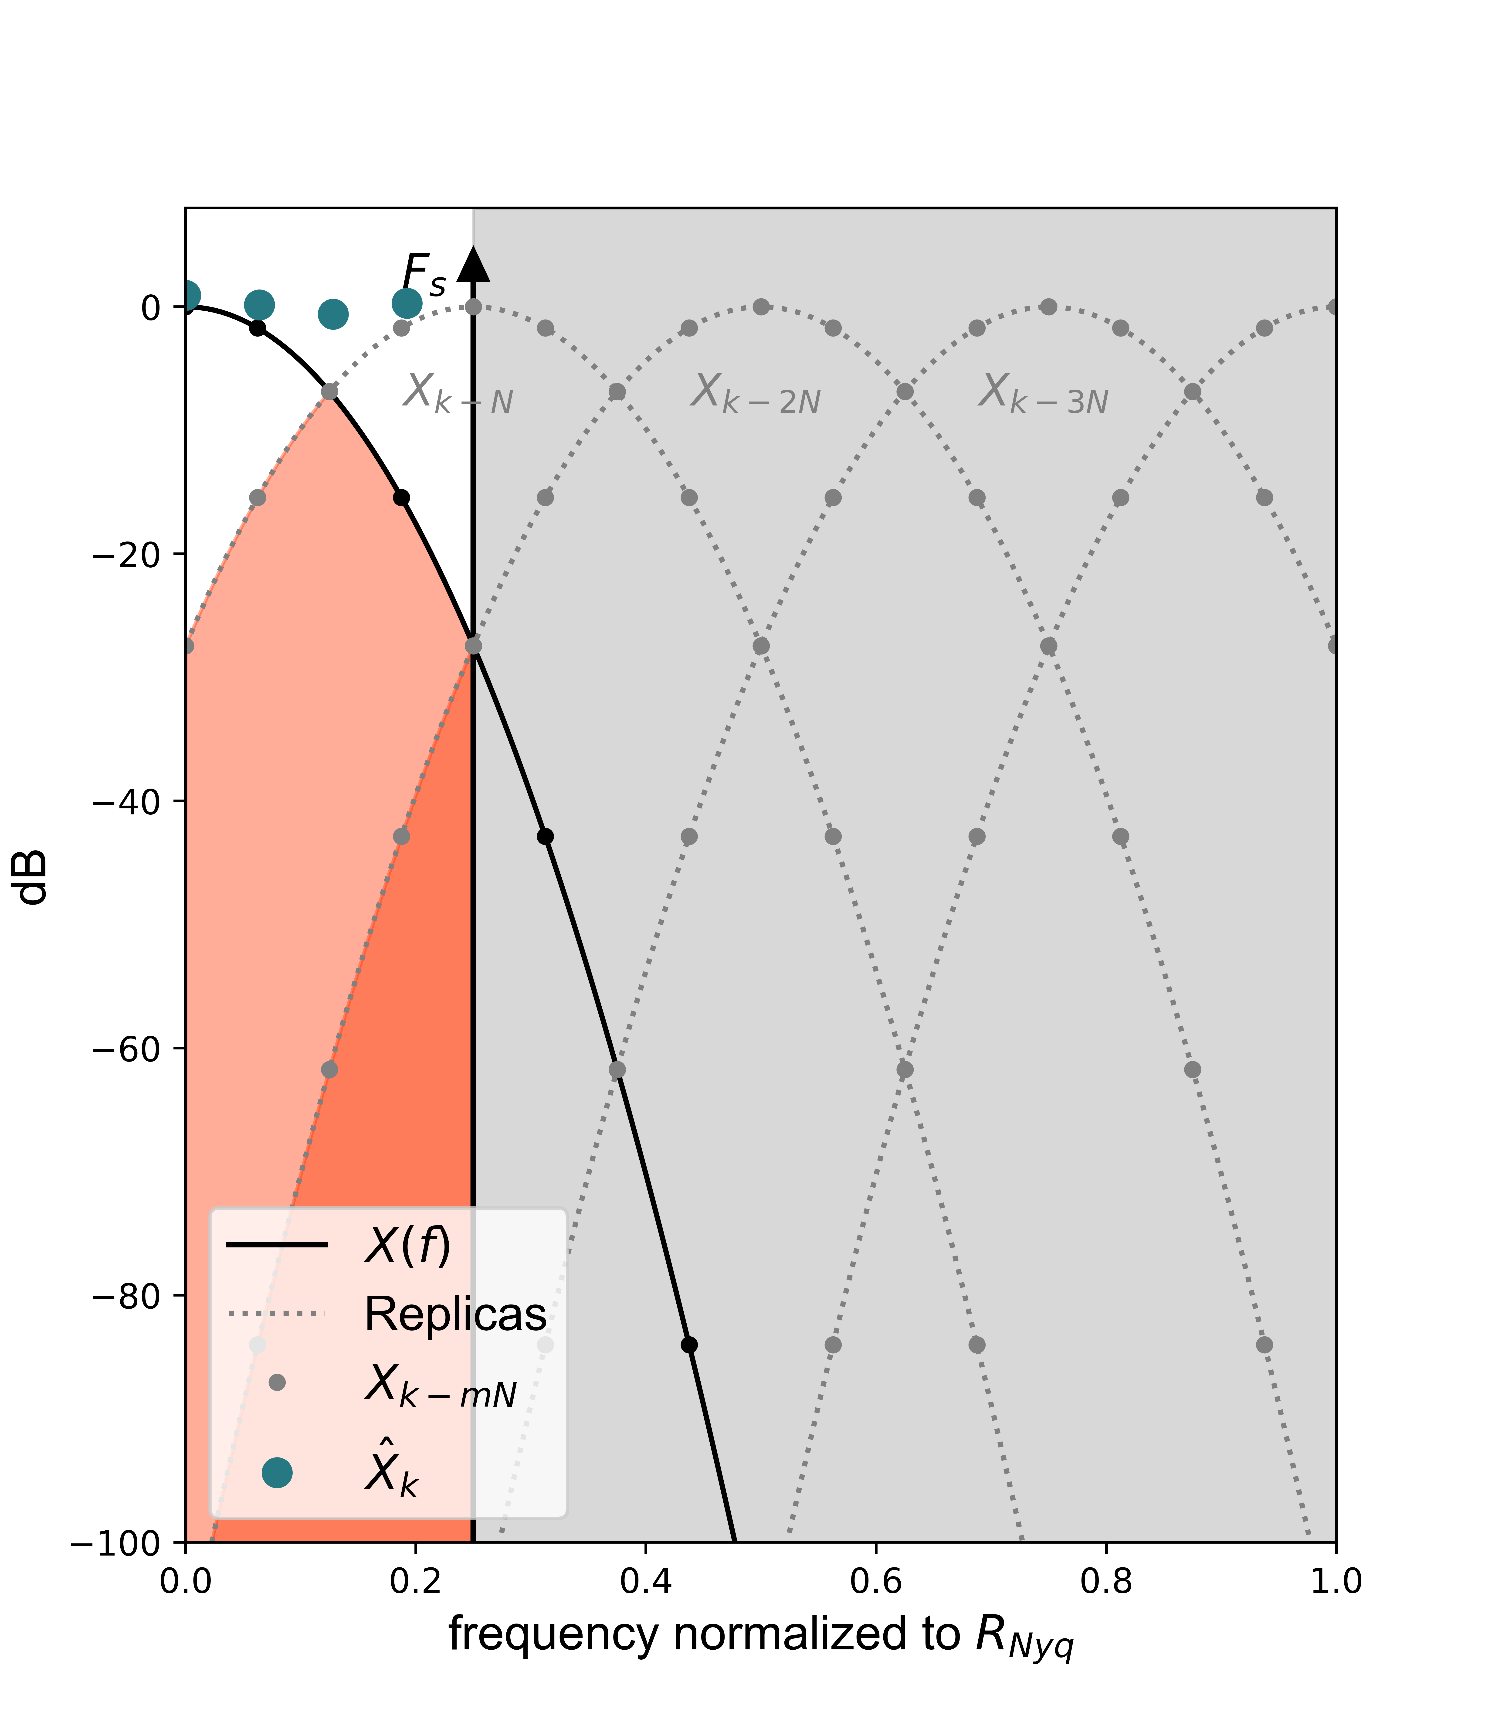 F_s
0
−20
−40
−60
−80
−100
dB
X_{k−N}
X_{k−2N}
X_{k−3N}
X(f)
Replicas
X_{k−mN}
X̂_k
0.0 0.2 0.4 0.6 0.8 1.0
frequency normalized to R_{Nyq}